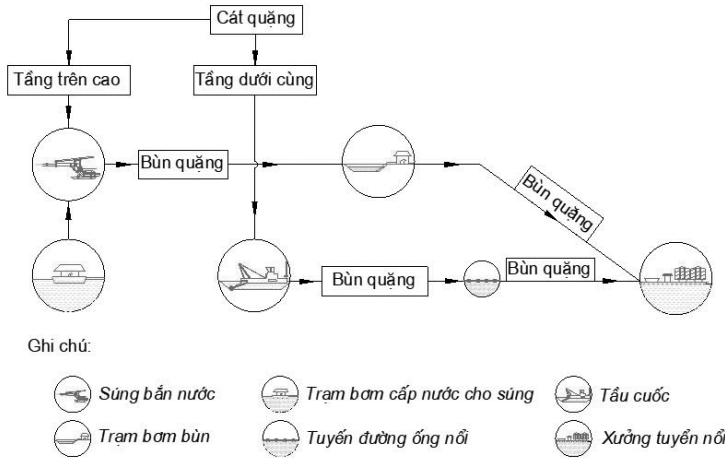 Cát quặng
Tầng trên cao
Tầng dưới cùng
Bùn quặng
Bùn quặng
Bùn quặng
Bùn quặng
Ghi chú:
Súng bắn nước
Trạm bơm cấp nước cho súng
Tầu cuốc
Trạm bơm bùn
Tuyến đường ống nổi
Xưởng tuyển nổi